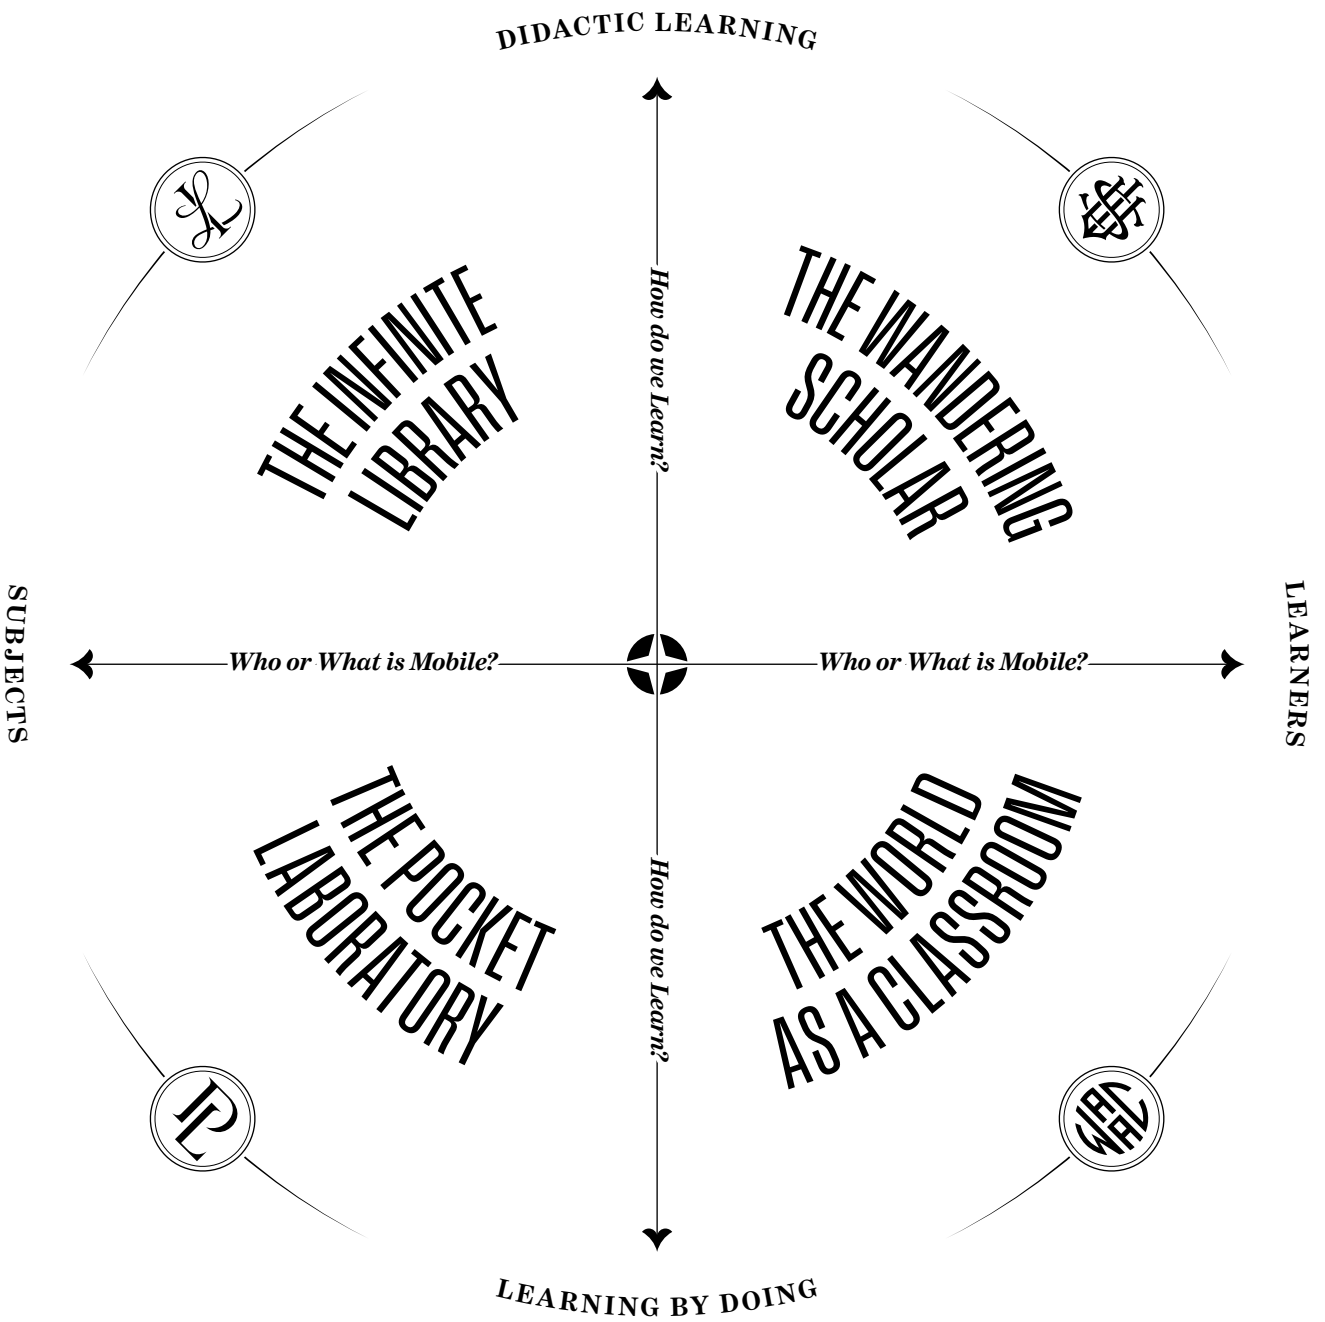 DIDACTIC LEARNING
THE INFINITE
LIBRARY
How do we Learn?
THE WANDERING
SCHOLAR
SUBJECTS
Who or What is Mobile?
Who or What is Mobile?
LEARNERS
THE POCKET
LABORATORY
How do we Learn?
THE WORLD
AS A CLASSROOM
PL
WAAC
LEARNING BY DOING